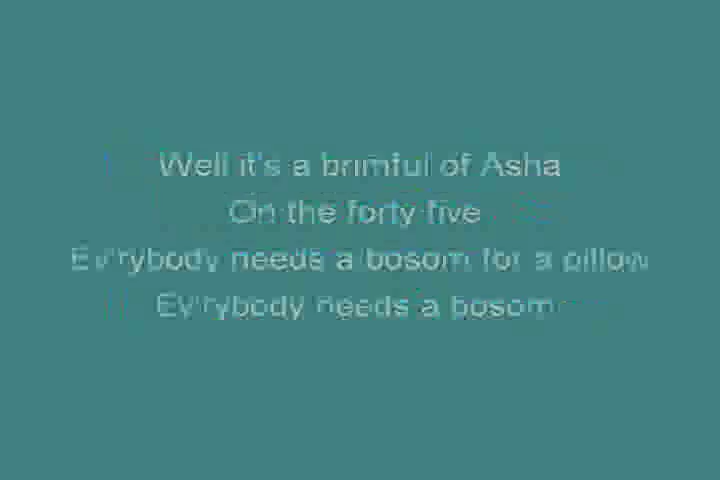 Well it's a brimful of Asha
On the forty five
Ev'rybody needs a bosom for a pillow
Ev'rybody needs a bosom